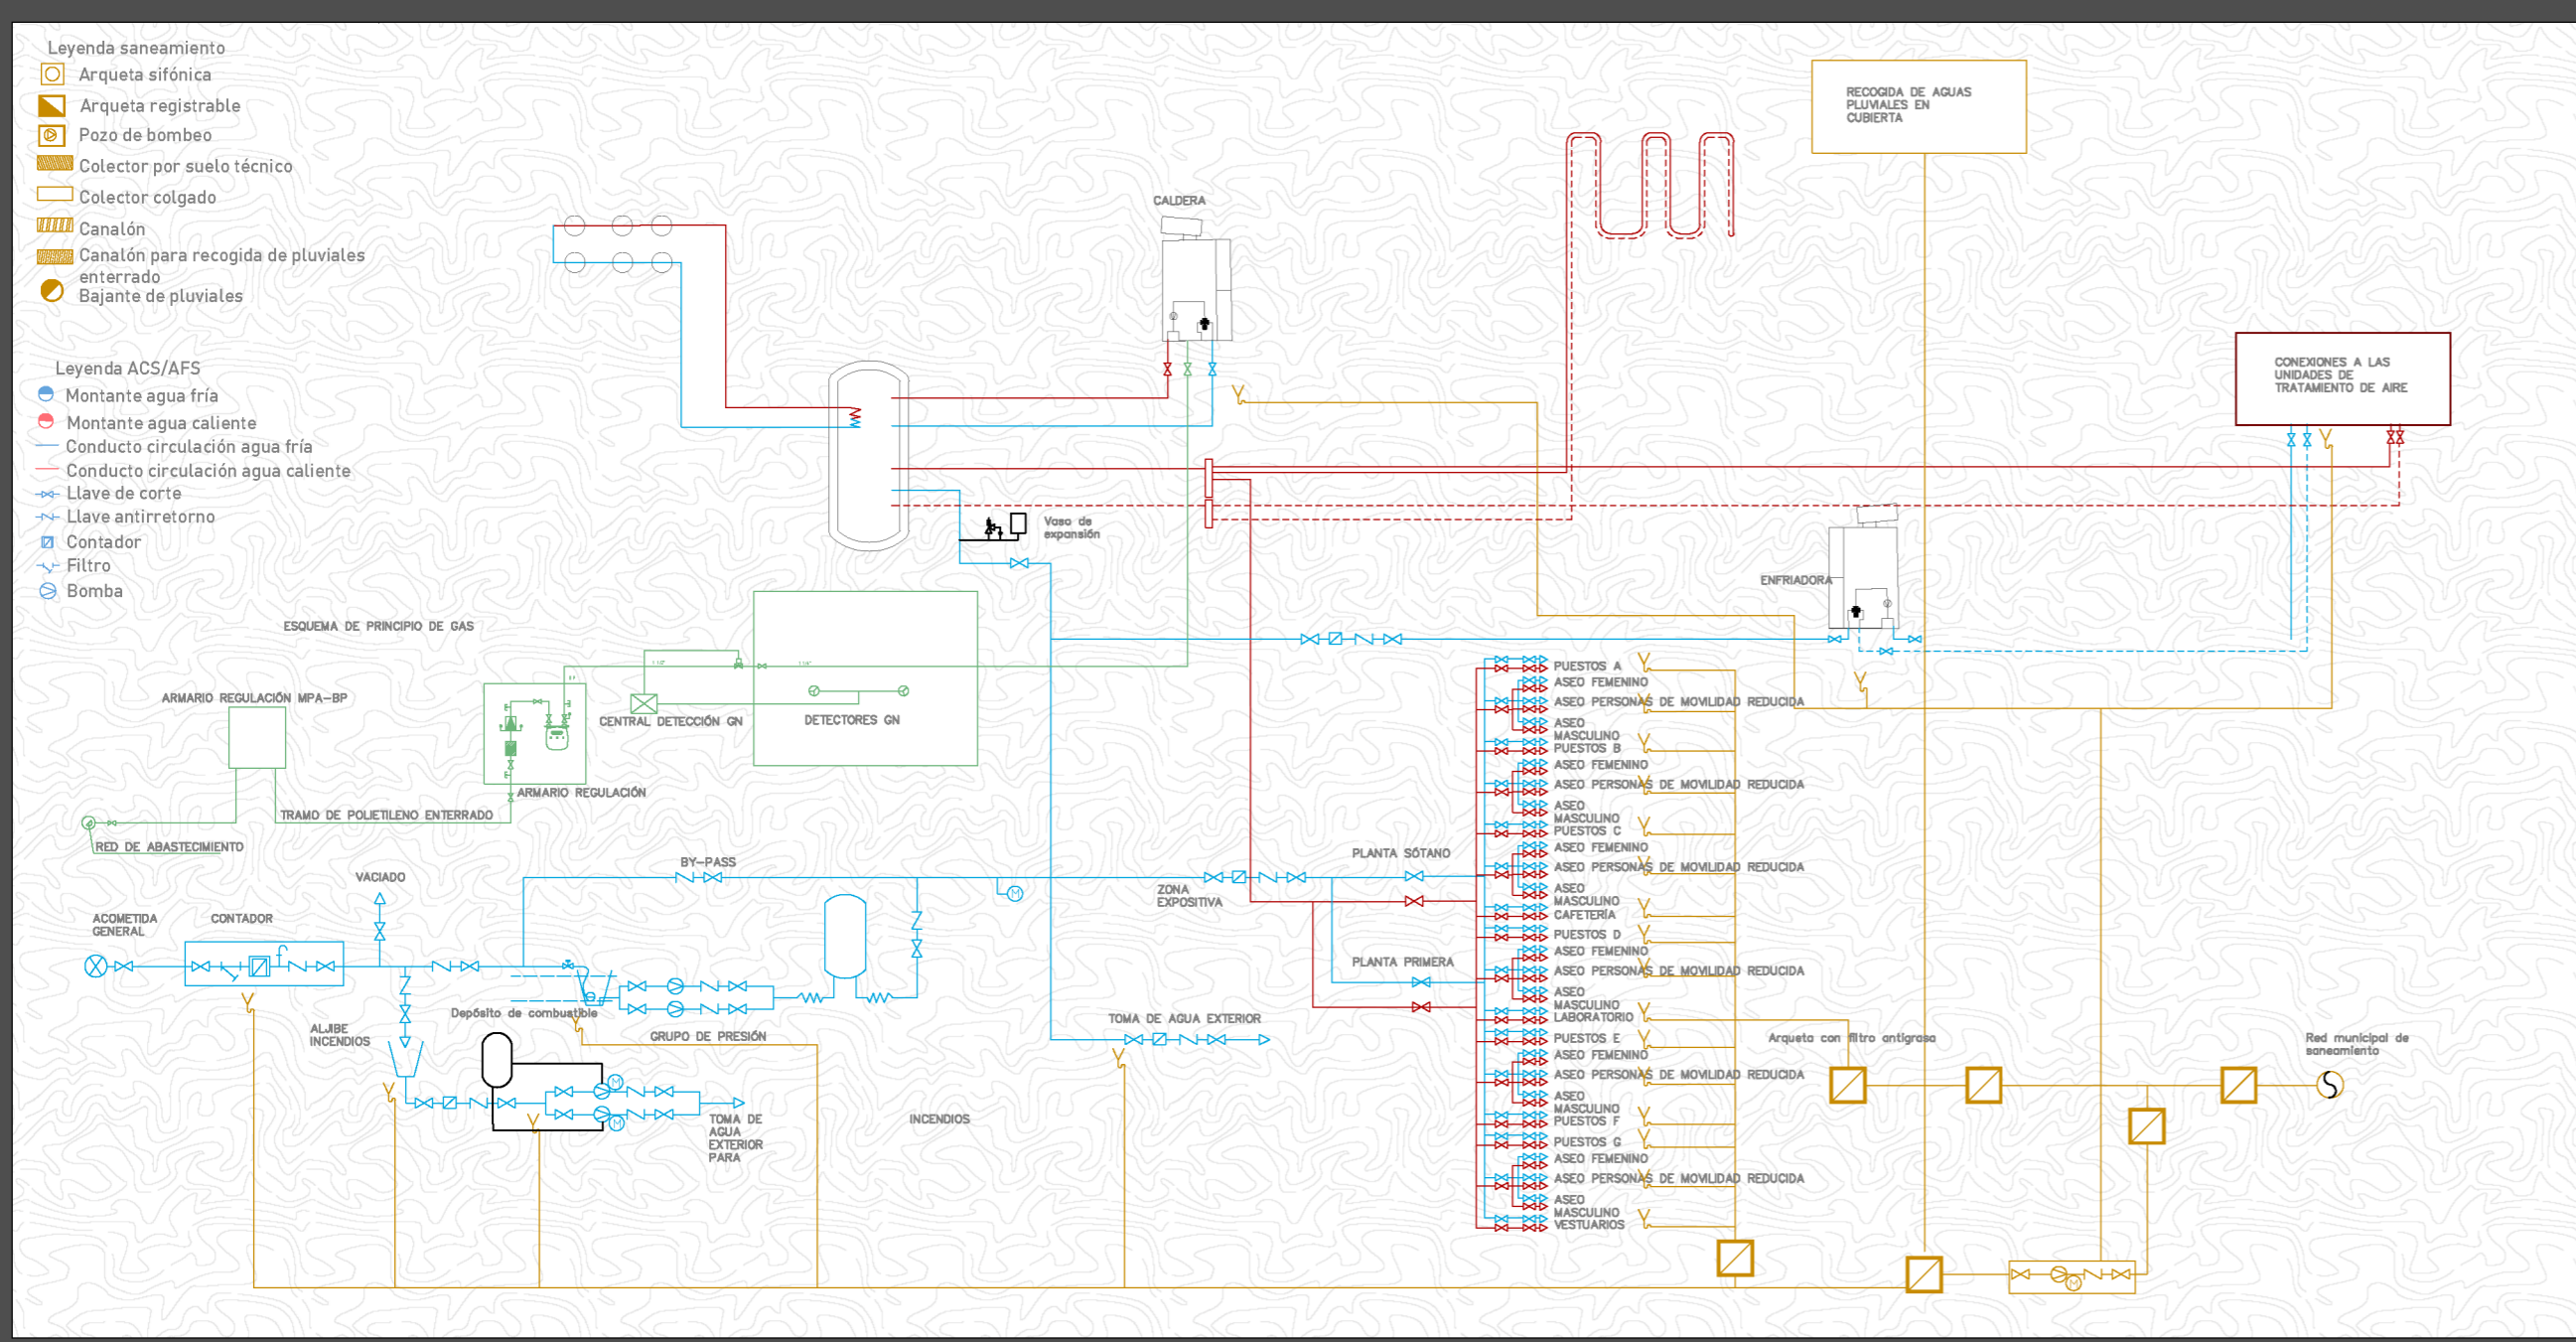 Leyenda saneamiento
Arqueta sifónica
Arqueta registrable
Pozo de bombeo
Colector por suelo técnico
Colector colgado
Canalón
Canalón para recogida de pluviales
enterrado
Bajante de pluviales
Leyenda ACS/AFS
Montante agua fría
Montante agua caliente
Conducto circulación agua fría
Conducto circulación agua caliente
Llave de corte
Llave antirretorno
Contador
Filtro
Bomba
CALDERA
RECOGIDA DE AGUAS
PLUVIALES EN
CUBIERTA
CONEXIONES A LAS
UNIDADES DE
TRATAMIENTO DE AIRE
Vaso de
expansión
ENFRIADORA
ESQUEMA DE PRINCIPIO DE GAS
ARMARIO REGULACIÓN MPA-BP
CENTRAL DETECCIÓN GN
DETECTORES GN
ARMARIO REGULACIÓN
TRAMO DE POLIETILENO ENTERRADO
RED DE ABASTECIMIENTO
BY-PASS
VACIADO
ACOMETIDA
GENERAL
CONTADOR
M
ZONA
EXPOSITIVA
PLANTA SÓTANO
PLANTA PRIMERA
Depósito de combustible
ALJIBE
INCENDIOS
GRUPO DE PRESIÓN
TOMA DE AGUA EXTERIOR
M
M
TOMA DE
AGUA
EXTERIOR
PARA
INCENDIOS
PUESTOS A
ASEO FEMENINO
ASEO PERSONAS DE MOVILIDAD REDUCIDA
ASEO
MASCULINO
PUESTOS B
ASEO FEMENINO
ASEO PERSONAS DE MOVILIDAD REDUCIDA
ASEO
MASCULINO
PUESTOS C
ASEO FEMENINO
ASEO PERSONAS DE MOVILIDAD REDUCIDA
ASEO
MASCULINO
CAFETERÍA
PUESTOS D
ASEO FEMENINO
ASEO PERSONAS DE MOVILIDAD REDUCIDA
ASEO
MASCULINO
LABORATORIO
PUESTOS E
ASEO FEMENINO
ASEO PERSONAS DE MOVILIDAD REDUCIDA
ASEO
MASCULINO
PUESTOS F
PUESTOS G
ASEO FEMENINO
ASEO PERSONAS DE MOVILIDAD REDUCIDA
ASEO
MASCULINO
VESTUARIOS
Arqueta con filtro antigrasa
Red municipal de
saneamiento
M